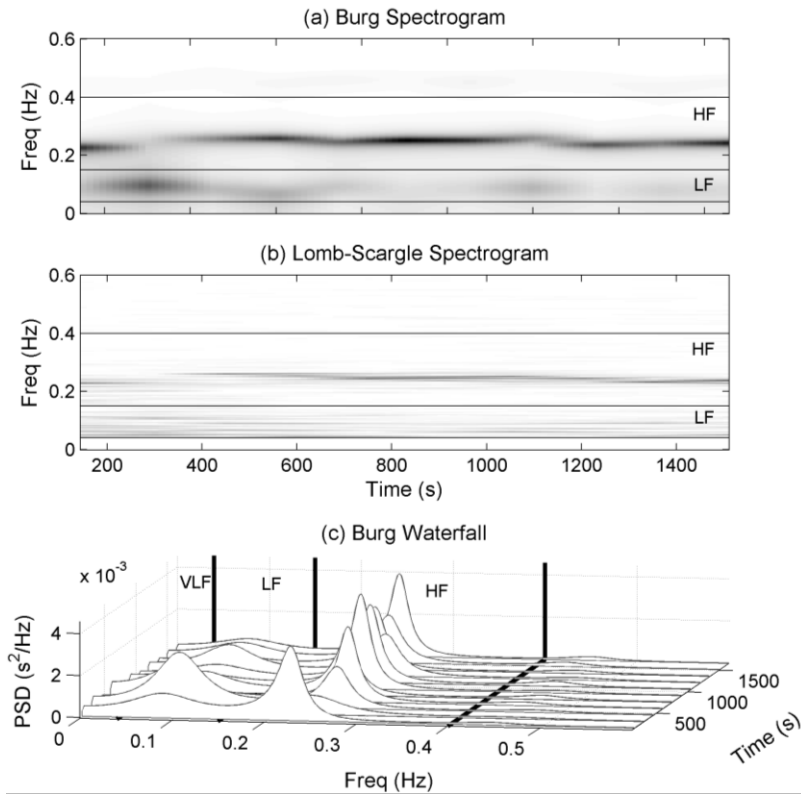 (a) Burg Spectrogram
0.6
0.4
0.2
0
Freq (Hz)
HF
LF
(b) Lomb-Scargle Spectrogram
0.6
0.4
0.2
0
Freq (Hz)
HF
LF
200 400 600 800 1000 1200 1400
Time (s)
(c) Burg Waterfall
x 10⁻³
VLF LF HF
4
2
0
PSD (s²/Hz)
0 0.1 0.2 0.3 0.4 0.5
Freq (Hz)
500 1000 1500
Time (s)